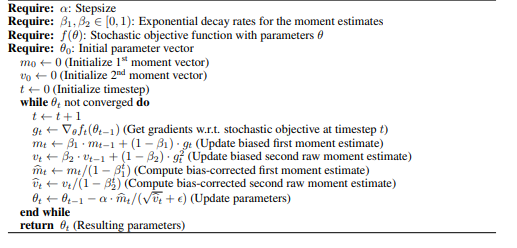 Require: α: Stepsize
Require: β₁, β₂ ∈ [0, 1): Exponential decay rates for the moment estimates
Require: f(θ): Stochastic objective function with parameters θ
Require: θ₀: Initial parameter vector
m₀ ← 0 (Initialize 1ˢᵗ moment vector)
v₀ ← 0 (Initialize 2ⁿᵈ moment vector)
t ← 0 (Initialize timestep)
while θₜ not converged do
t ← t + 1
gₜ ← ∇θfₜ(θₜ₋₁) (Get gradients w.r.t. stochastic objective at timestep t)
mₜ ← β₁ · mₜ₋₁ + (1 − β₁) · gₜ (Update biased first moment estimate)
vₜ ← β₂ · vₜ₋₁ + (1 − β₂) · gₜ² (Update biased second raw moment estimate)
m̂ₜ ← mₜ/(1 − β₁ᵗ) (Compute bias-corrected first moment estimate)
v̂ₜ ← vₜ/(1 − β₂ᵗ) (Compute bias-corrected second raw moment estimate)
θₜ ← θₜ₋₁ − α · m̂ₜ/(√v̂ₜ + ϵ) (Update parameters)
end while
return θₜ (Resulting parameters)